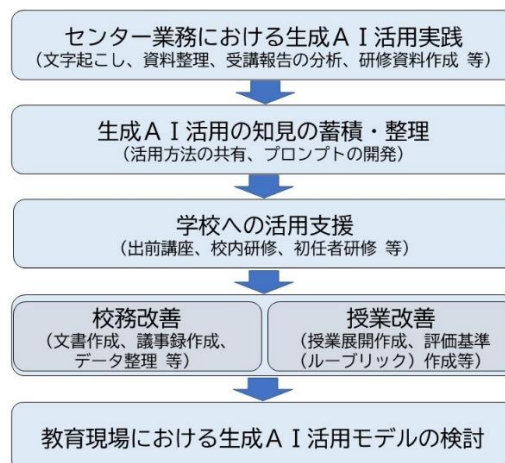 センター業務における生成ＡＩ活用実践
(文字起こし、資料整理、受講報告の分析、研修資料作成 等)
生成ＡＩ活用の知見の蓄積・整理
(活用方法の共有、プロンプトの開発)
学校への活用支援
(出前講座、校内研修、初任者研修 等)
校務改善
(文書作成、議事録作成、
データ整理 等)
授業改善
(授業展開作成、評価基準
(ルーブリック）作成等)
教育現場における生成ＡＩ活用モデルの検討